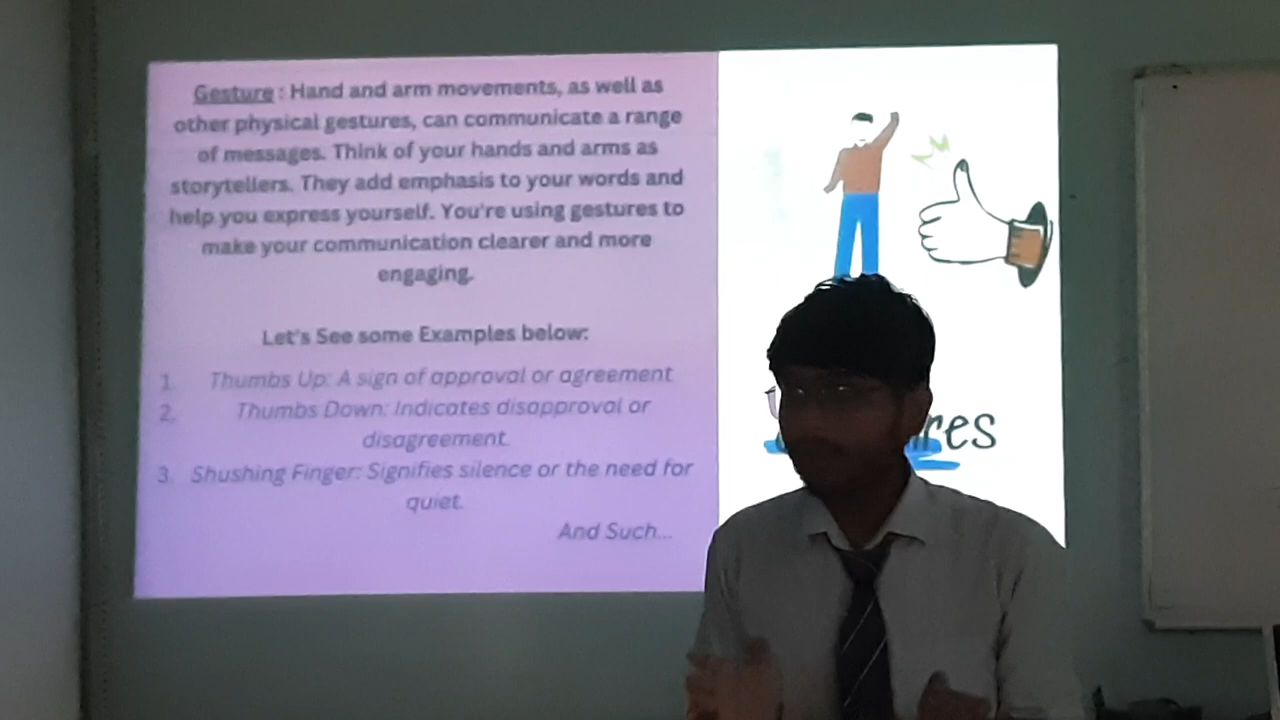 Gesture : Hand and arm movements, as well as
other physical gestures, can communicate a range
of messages. Think of your hands and arms as
storytellers. They add emphasis to your words and
help you express yourself. You're using gestures to
make your communication clearer and more
engaging.
Let's See some Examples below:
1. Thumbs Up: A sign of approval or agreement
2. Thumbs Down: Indicates disapproval or
disagreement.
3. Shushing Finger: Signifies silence or the need for
quiet.
And Such...